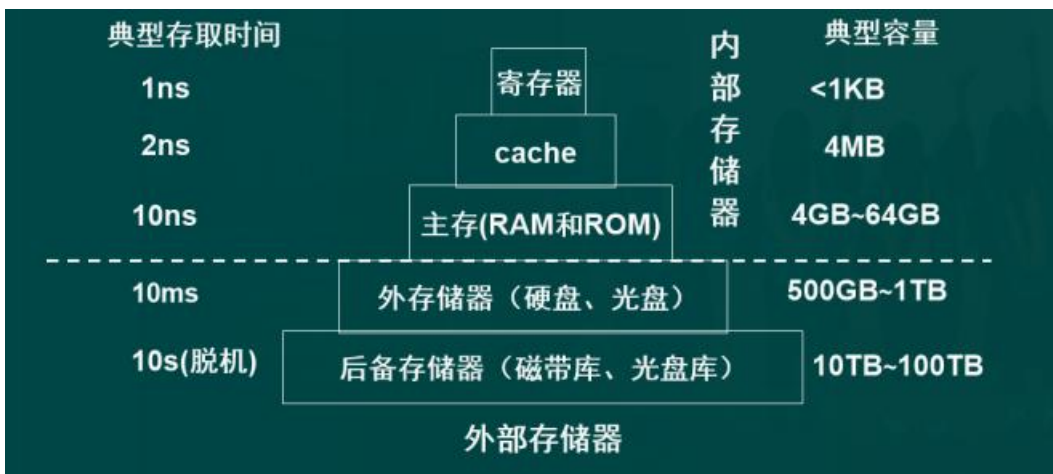 典型存取时间 内部存储器 典型容量
1ns 寄存器 <1KB
2ns cache 4MB
10ns 主存(RAM和ROM) 4GB~64GB
10ms 外存储器（硬盘、光盘） 500GB~1TB
10s(脱机) 后备存储器（磁带库、光盘库） 10TB~100TB
外部存储器